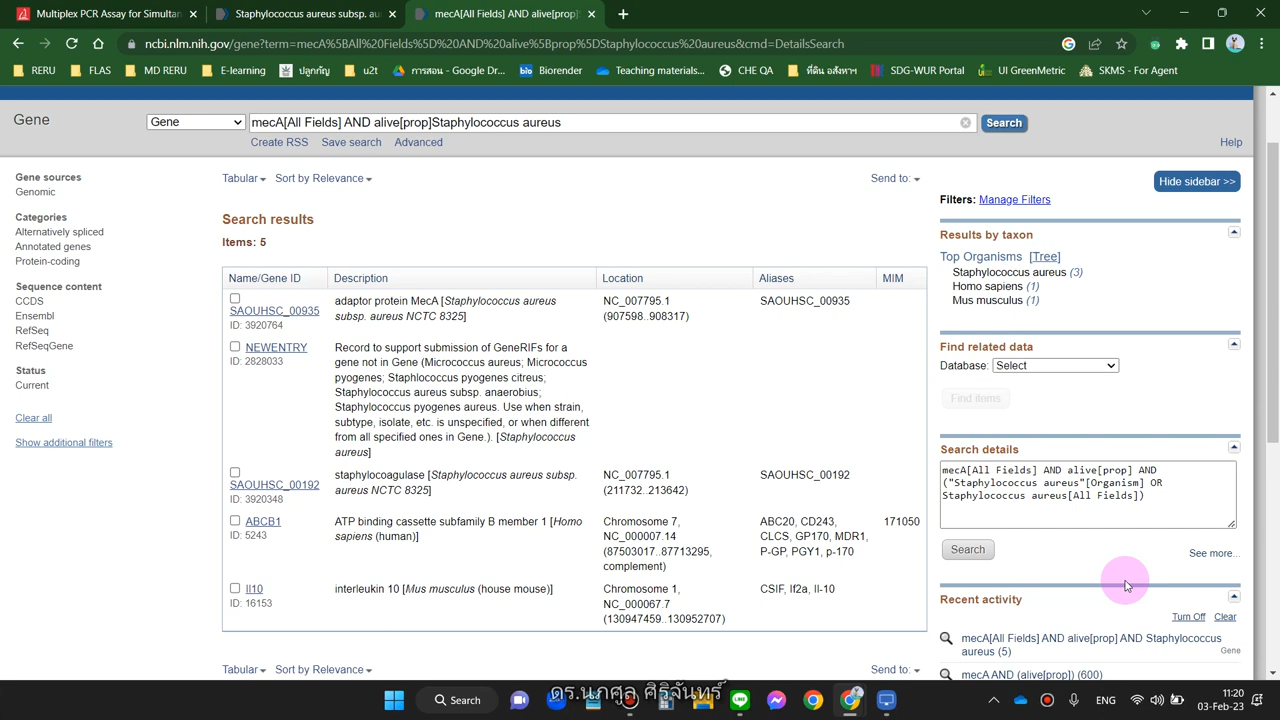 Multiplex PCR Assay for Simultan
Staphylococcus aureus subsp. au
mecA[All Fields] AND alive[prop]
ncbi.nlm.nih.gov/gene?term=mecA%5BAll%20Fields%5D%20AND%20alive%5Bprop%5DStaphylococcus%20aureus&cmd=DetailsSearch
RERU
FLAS
MD RERU
E-learning
ปลูกกัญ
u2t
การสอน - Google Dr...
bio Biorender
Teaching materials...
CHE QA
ที่ดิน อสังหาฯ
SDG-WUR Portal
UI GreenMetric
SKMS - For Agent
Gene
Gene
mecA[All Fields] AND alive[prop]Staphylococcus aureus
Search
Create RSS Save search Advanced
Help
Gene sources
Genomic
Categories
Alternatively spliced
Annotated genes
Protein-coding
Sequence content
CCDS
Ensembl
RefSeq
RefSeqGene
Status
Current
Clear all
Show additional filters
Tabular Sort by Relevance
Send to:
Search results
Items: 5
Name/Gene ID Description Location Aliases MIM
SAOUHSC_00935
ID: 3920764
adaptor protein MecA [Staphylococcus aureus
subsp. aureus NCTC 8325]
NC_007795.1
(907598..908317)
SAOUHSC_00935
NEWENTRY
ID: 2828033
Record to support submission of GeneRIFs for a
gene not in Gene (Micrococcus aureus; Micrococcus
pyogenes; Staphlococcus pyogenes citreus;
Staphylococcus aureus subsp. anaerobius;
Staphylococcus pyogenes aureus. Use when strain,
subtype, isolate, etc. is unspecified, or when different
from all specified ones in Gene.). [Staphylococcus
aureus]
SAOUHSC_00192
ID: 3920348
staphylocoagulase [Staphylococcus aureus subsp.
aureus NCTC 8325]
NC_007795.1
(211732..213642)
SAOUHSC_00192
ABCB1
ID: 5243
ATP binding cassette subfamily B member 1 [Homo
sapiens (human)]
Chromosome 7,
NC_000007.14
(87503017..87713295,
complement)
ABC20, CD243,
CLCS, GP170, MDR1,
P-GP, PGY1, p-170
171050
Il10
ID: 16153
interleukin 10 [Mus musculus (house mouse)]
Chromosome 1,
NC_000067.7
(130947459..130952707)
CSIF, If2a, Il-10
Tabular Sort by Relevance
Send to:
Hide sidebar >>
Filters: Manage Filters
Results by taxon
Top Organisms [Tree]
Staphylococcus aureus (3)
Homo sapiens (1)
Mus musculus (1)
Find related data
Database: Select
Find items
Search details
mecA[All Fields] AND alive[prop] AND
("Staphylococcus aureus"[Organism] OR
Staphylococcus aureus[All Fields])
Search
See more...
Recent activity
Turn Off Clear
mecA[All Fields] AND alive[prop] AND Staphylococcus
aureus (5)
Gene
mecA AND (alive[prop]) (600)
Search
ดร.นฤศล ศิริจันทร์
ENG
11:20
03-Feb-23